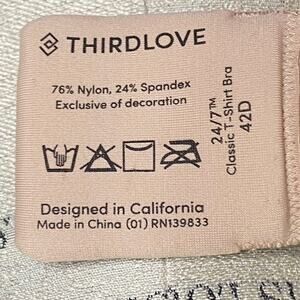 THIRDLOVE
76% Nylon, 24% Spandex
Exclusive of decoration
24/7™
Classic T-Shirt Bra
42D
Designed in California
Made in China (01) RN139833